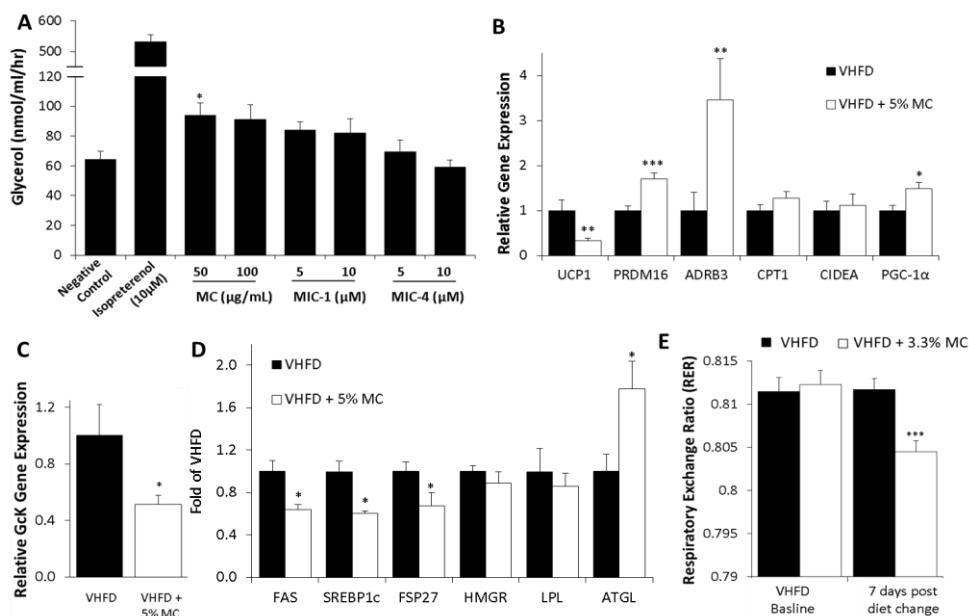 A
Glycerol (nmol/ml/hr)
600
500
120
100
80
60
40
20
0
*
Negative
Control
Isopreterenol
(10μM)
50 100
MC (μg/mL)
5 10
MIC-1 (μM)
5 10
MIC-4 (μM)
B
Relative Gene Expression
4
2
1
0
VHFD
VHFD + 5% MC
** *** ** *
UCP1 PRDM16 ADRB3 CPT1 CIDEA PGC-1α
C
Relative GcK Gene Expression
1.2
0.8
0.4
0.0
*
VHFD VHFD +
5% MC
D
Fold of VHFD
2.0
1.6
1.2
0.8
0.4
0.0
VHFD
VHFD + 5% MC
* * * *
FAS SREBP1c FSP27 HMGR LPL ATGL
E
VHFD VHFD + 3.3% MC
Respiratory Exchange Ratio (RER)
0.815
0.81
0.805
0.8
0.795
0.79
***
VHFD
Basline
7 days post
diet change